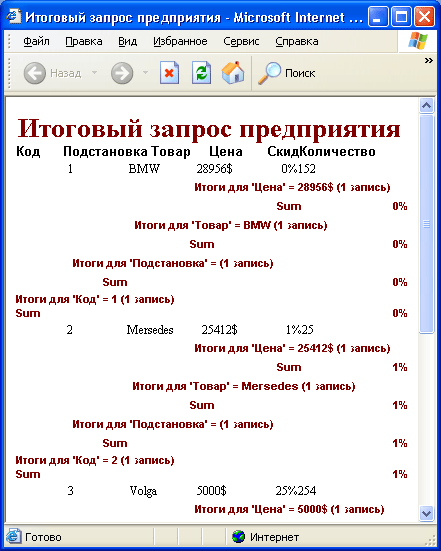 Итоговый запрос предприятия - Microsoft Internet ...
Файл Правка Вид Избранное Сервис Справка
Назад Поиск
Итоговый запрос предприятия
Код Подстановка Товар Цена СкидКоличество
1 BMW 28956$ 0%152
Итоги для 'Цена' = 28956$ (1 запись)
Sum 0%
Итоги для 'Товар' = BMW (1 запись)
Sum 0%
Итоги для 'Подстановка' = (1 запись)
Sum 0%
Итоги для 'Код' = 1 (1 запись)
Sum 0%
2 Mersedes 25412$ 1%25
Итоги для 'Цена' = 25412$ (1 запись)
Sum 1%
Итоги для 'Товар' = Mersedes (1 запись)
Sum 1%
Итоги для 'Подстановка' = (1 запись)
Sum 1%
Итоги для 'Код' = 2 (1 запись)
Sum 1%
3 Volga 5000$ 25%254
Итоги для 'Цена' = 5000$ (1 запись)
Готово Интернет